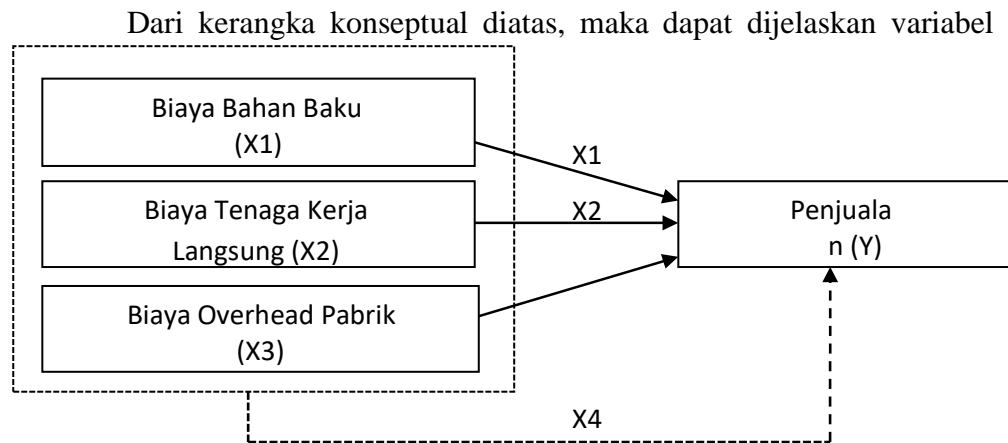 Dari kerangka konseptual diatas, maka dapat dijelaskan variabel
Biaya Bahan Baku
(X1)
X1
Biaya Tenaga Kerja
Langsung (X2)
X2
Penjuala
n (Y)
Biaya Overhead Pabrik
(X3)
X4